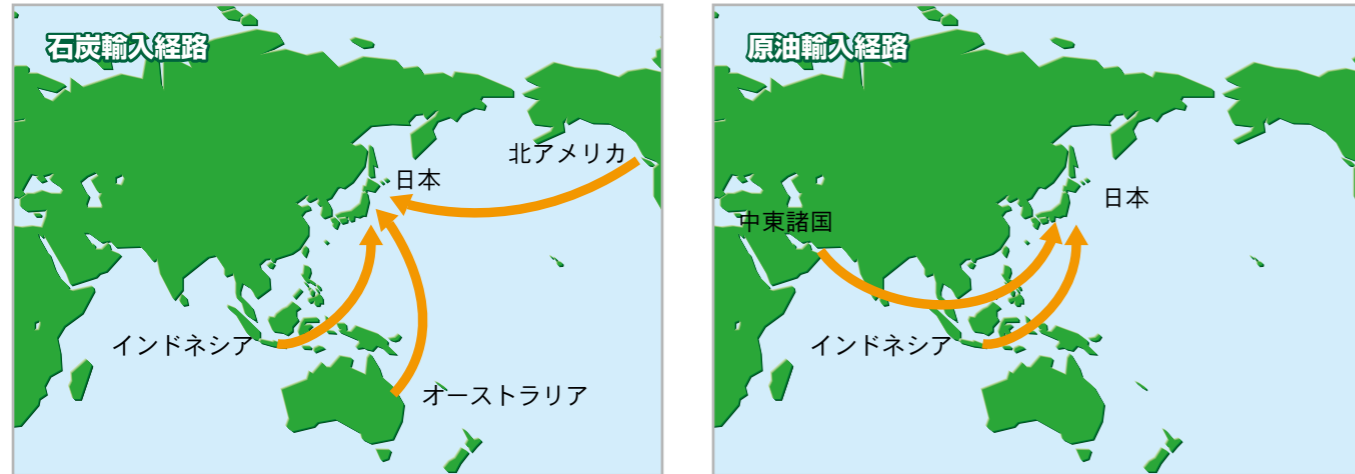 石炭輸入経路
北アメリカ
日本
インドネシア
オーストラリア
原油輸入経路
日本
中東諸国
インドネシア